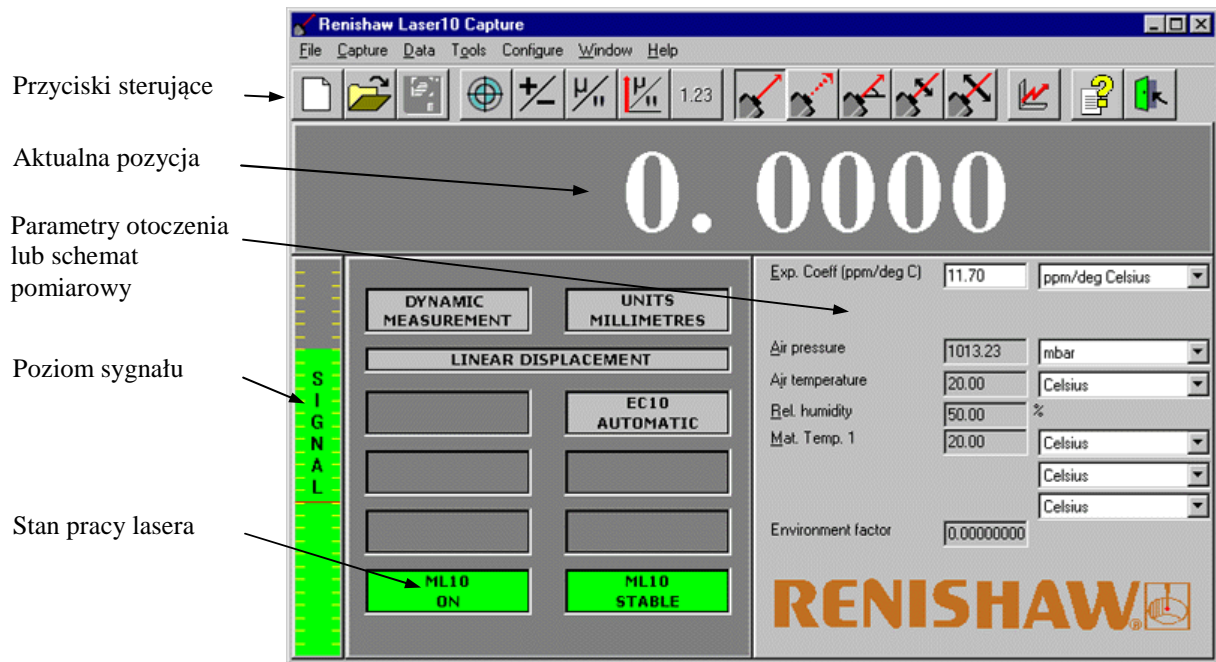 Renishaw Laser10 Capture
File Capture Data Tools Configure Window Help
Przyciski sterujące
μ/" μ/" 1.23
Aktualna pozycja
0.0000
Parametry otoczenia
lub schemat
pomiarowy
Poziom sygnału
Stan pracy lasera
SIGNAL
DYNAMIC
MEASUREMENT
UNITS
MILLIMETRES
LINEAR DISPLACEMENT
EC10
AUTOMATIC
ML10
ON
ML10
STABLE
Exp. Coeff (ppm/deg C) 11.70 ppm/deg Celsius
Air pressure 1013.23 mbar
Air temperature 20.00 Celsius
Rel. humidity 50.00 %
Mat. Temp. 1 20.00 Celsius
Celsius
Celsius
Environment factor 0.00000000
RENISHAW®